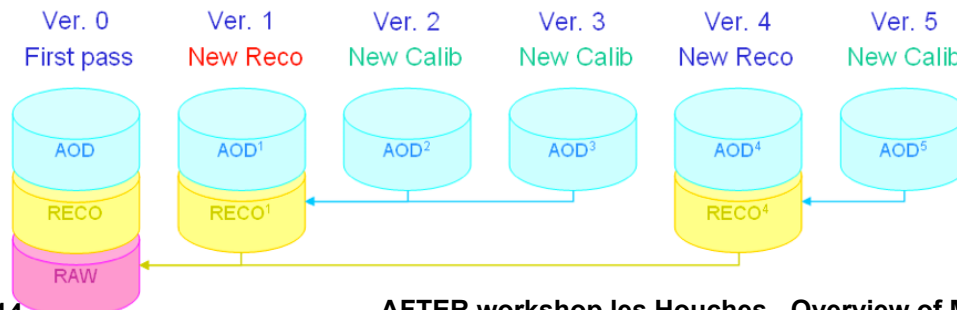 Ver. 0 Ver. 1 Ver. 2 Ver. 3 Ver. 4 Ver. 5
First pass New Reco New Calib New Calib New Reco New Calib
AOD AOD¹ AOD² AOD³ AOD⁴ AOD⁵
RECO RECO¹ RECO⁴
RAW
AFTER workshop les Houches - Overview of